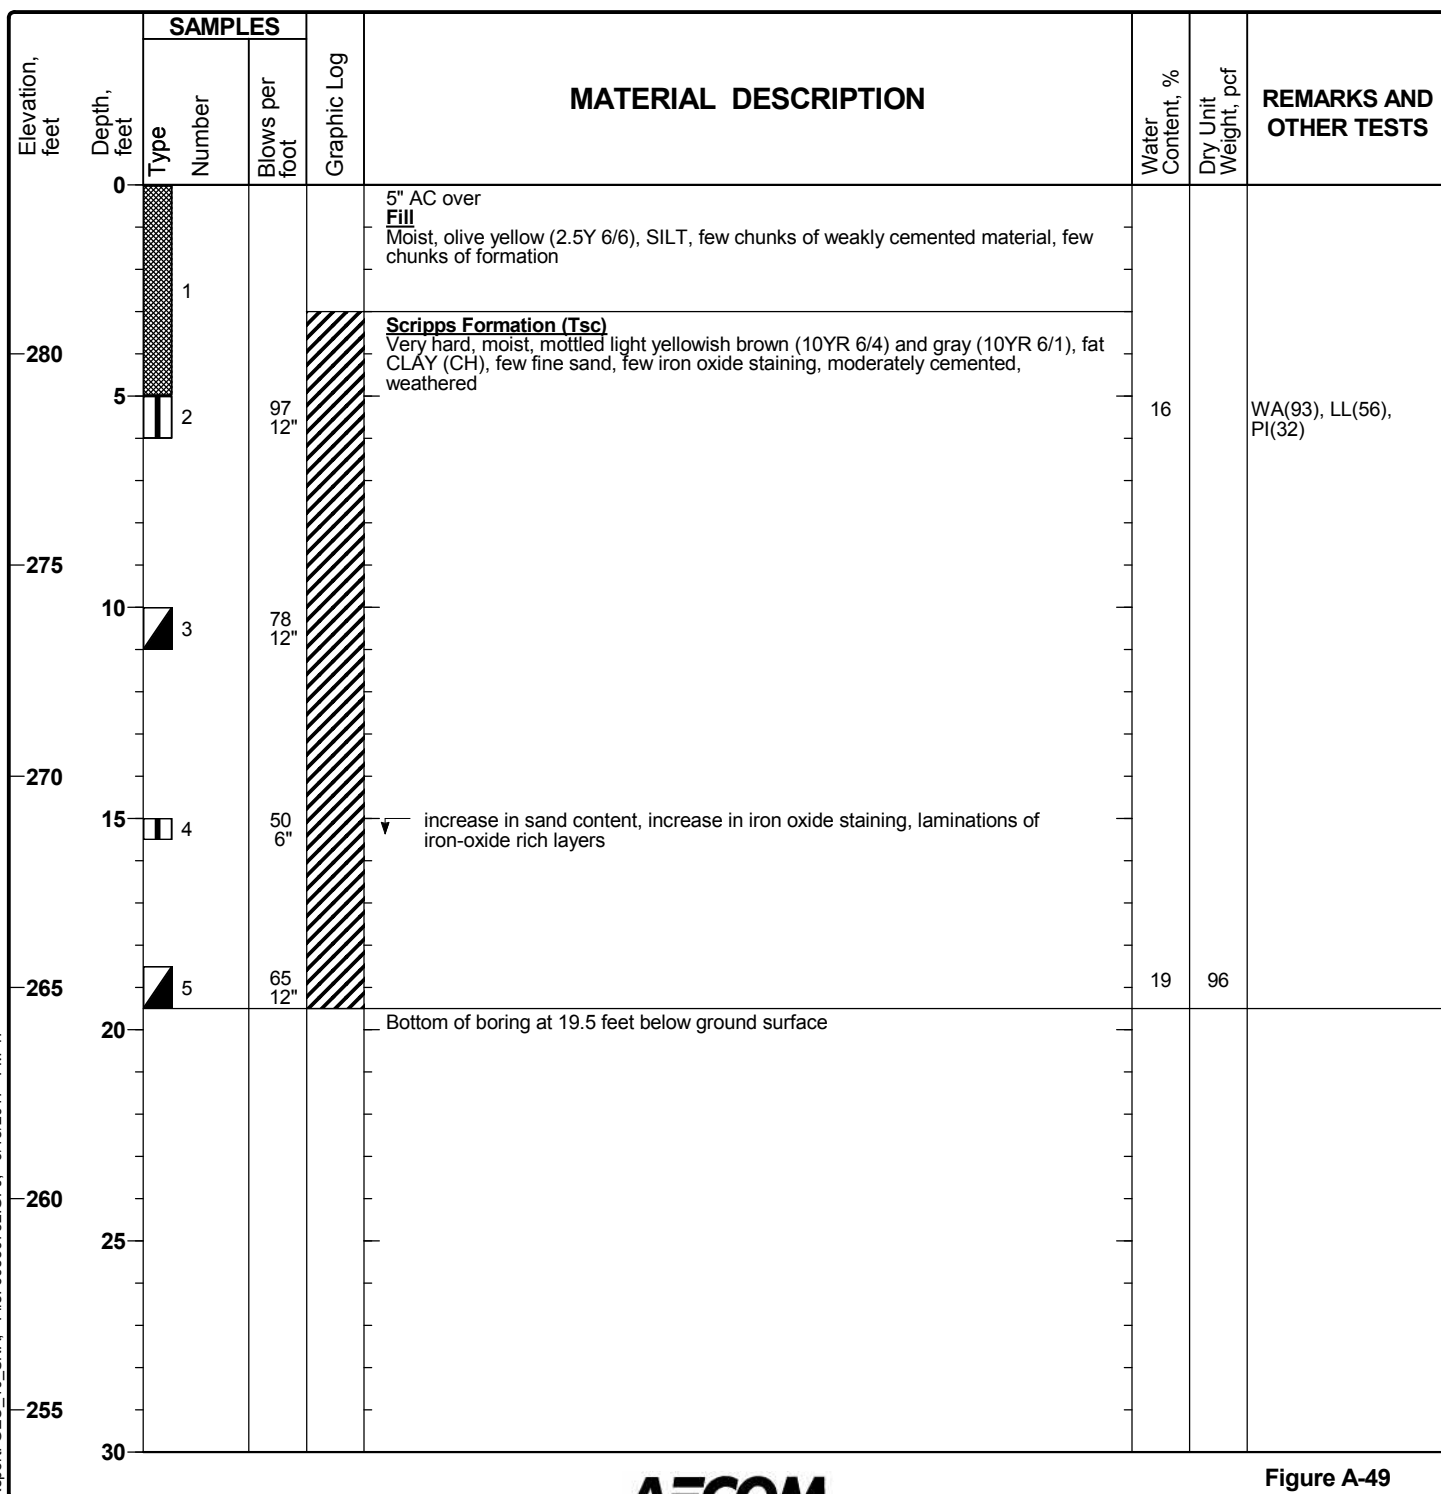 SAMPLES
Elevation,
feet
Depth,
feet
Type
Number
Blows per
foot
Graphic Log
MATERIAL DESCRIPTION
Water
Content, %
Dry Unit
Weight, pcf
REMARKS AND
OTHER TESTS
0
5" AC over
Fill
Moist, olive yellow (2.5Y 6/6), SILT, few chunks of weakly cemented material, few
chunks of formation
1
Scripps Formation (Tsc)
Very hard, moist, mottled light yellowish brown (10YR 6/4) and gray (10YR 6/1), fat
CLAY (CH), few fine sand, few iron oxide staining, moderately cemented,
weathered
280
5
2
97
12"
16
WA(93), LL(56),
PI(32)
275
10
3
78
12"
270
15
4
50
6"
increase in sand content, increase in iron oxide staining, laminations of
iron-oxide rich layers
265
5
65
12"
19
96
20
Bottom of boring at 19.5 feet below ground surface
260
25
255
30
AECOM
Figure A-49